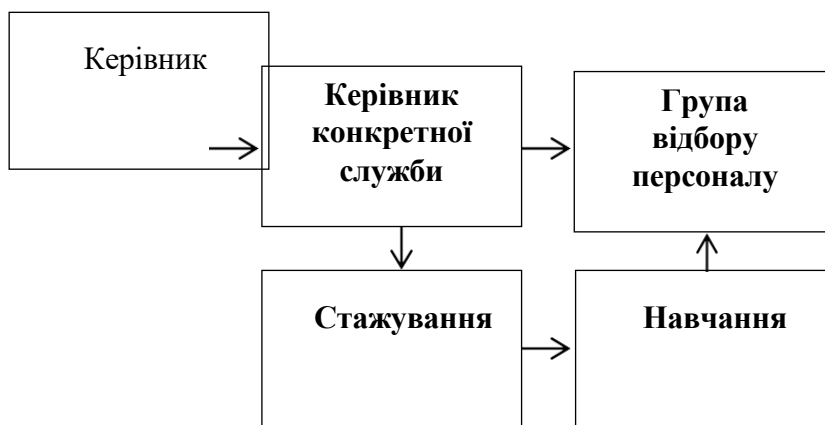 Керівник
Керівник
конкретної
служби
Група
відбору
персоналу
Стажування
Навчання